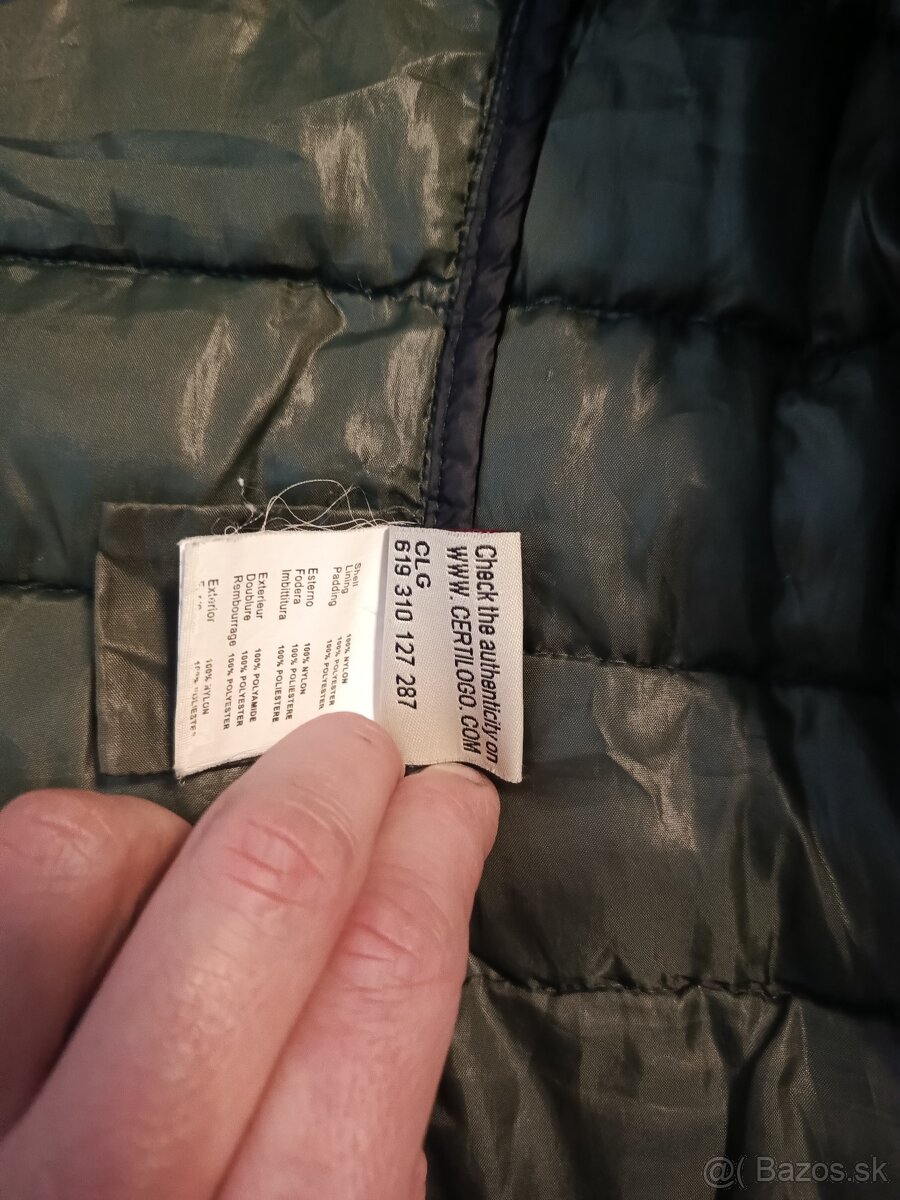 Check the authenticity on
WWW. CERTILOGO.COM
CLG
619 310 127 287
Shell 100% NYLON
Lining 100% POLYESTER
Padding 100% POLYESTER
Esterno 100% NYLON
Fodera 100% POLIESTERE
Imbittitura 100% POLIESTERE
Exterieur 100% POLYAMIDE
Doublure 100% POLYESTER
Rembourrage 100% POLYESTER
Exterior 100% NYLON
@( Bazos.sk